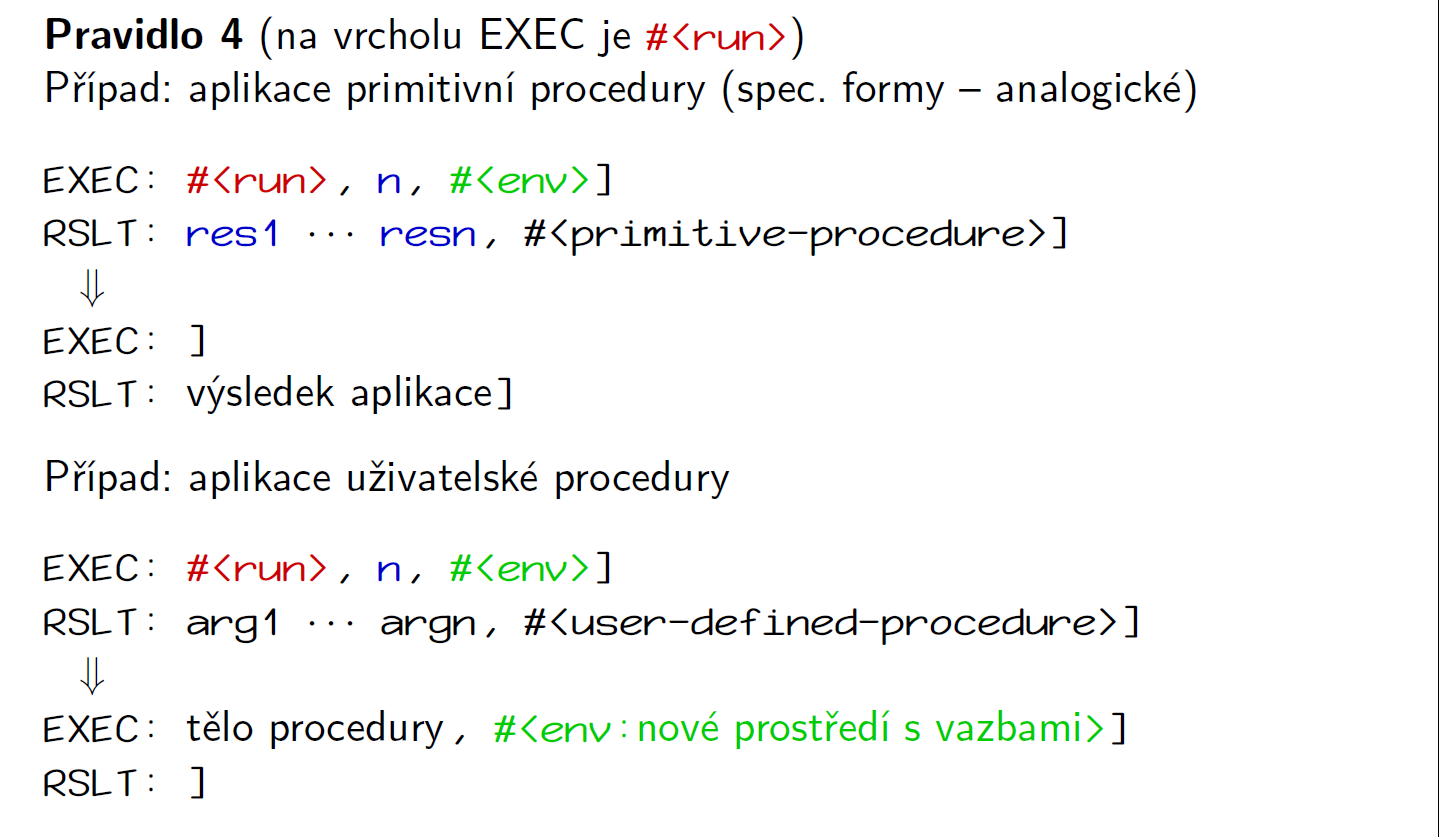 Pravidlo 4 (na vrcholu EXEC je #<run>)
Případ: aplikace primitivní procedury (spec. formy – analogické)
EXEC: #<run>, n, #<env>]
RSLT: res1 ⋯ resn, #<primitive-procedure>]
⇓
EXEC: ]
RSLT: výsledek aplikace]
Případ: aplikace uživatelské procedury
EXEC: #<run>, n, #<env>]
RSLT: arg1 ⋯ argn, #<user-defined-procedure>]
⇓
EXEC: tělo procedury, #<env:nové prostředí s vazbami>]
RSLT: ]